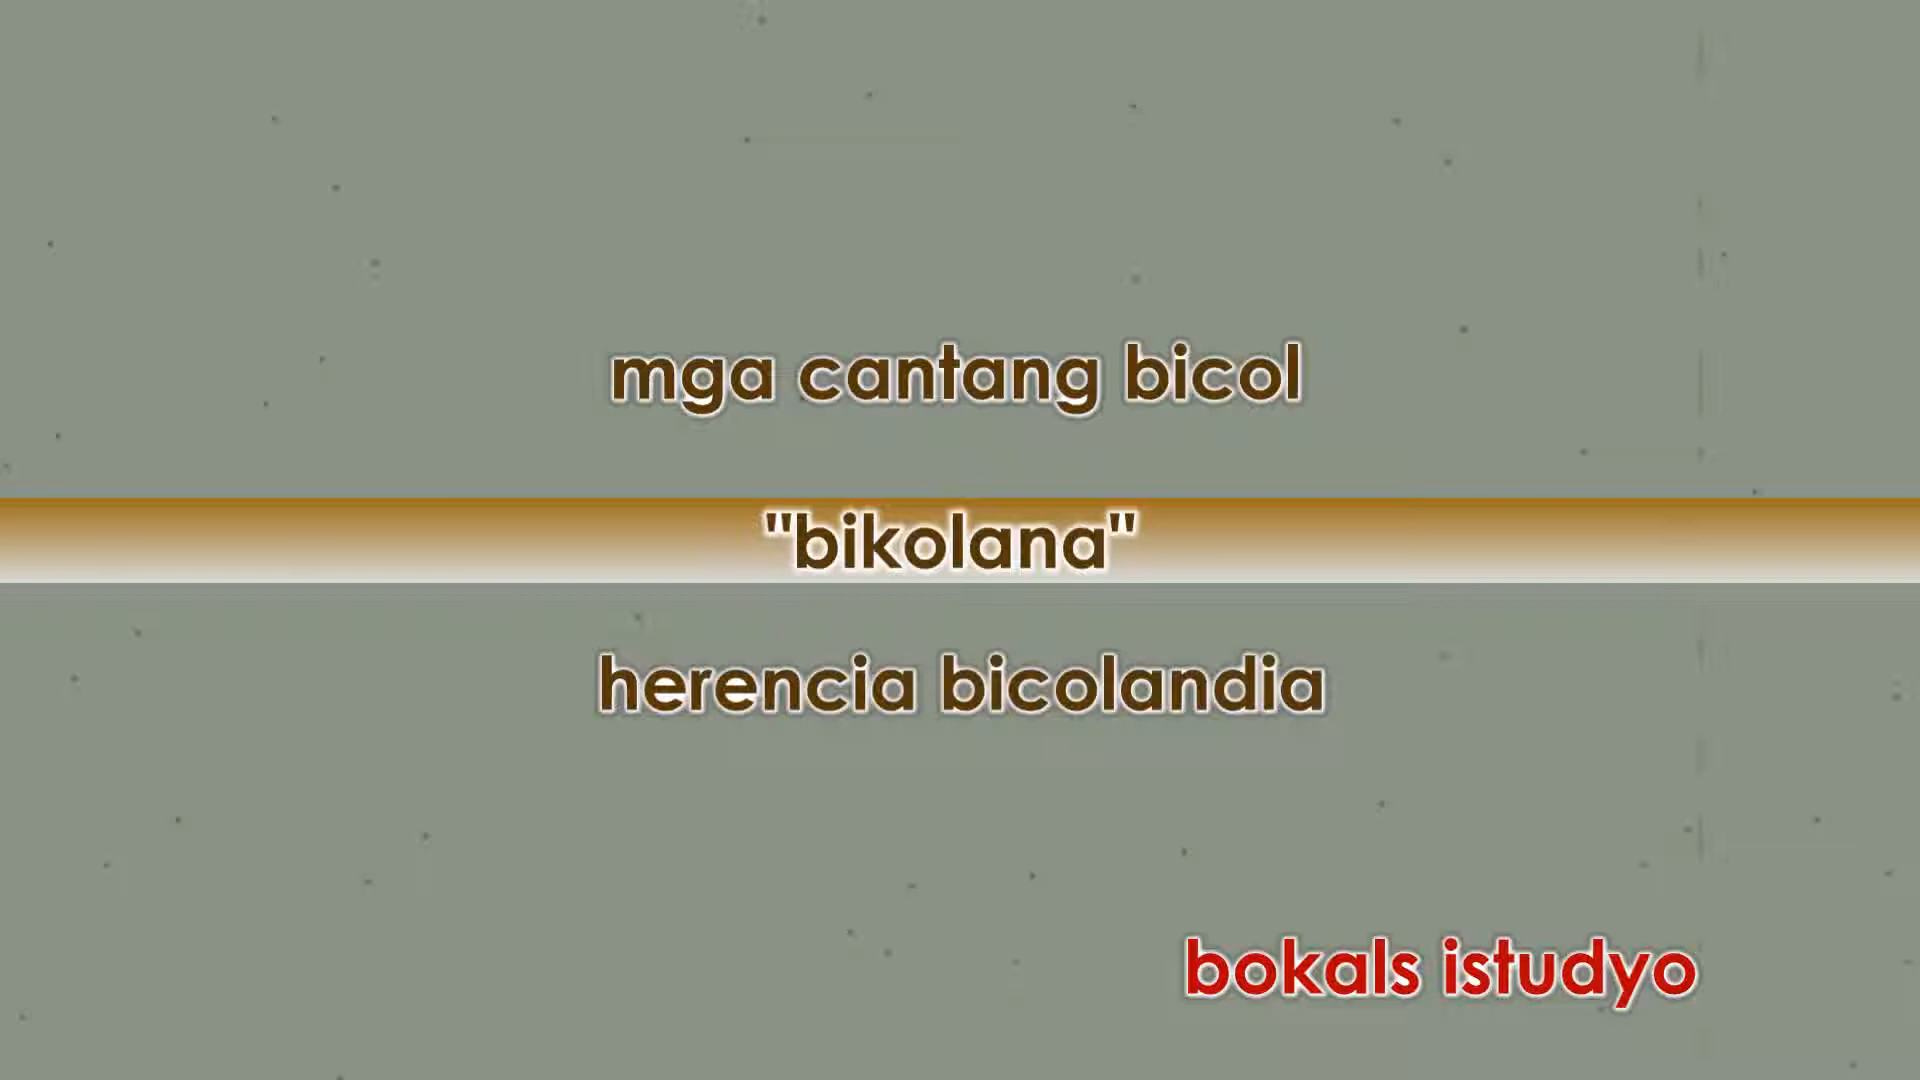 mga cantang bicol
"bikolana"
herencia bicolandia
bokals istudyo